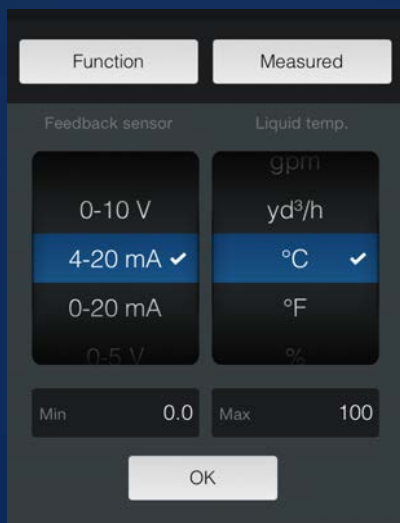 Function Measured
Feedback sensor Liquid temp.
gpm
0-10 V yd³/h
4-20 mA °C
0-20 mA °F
0-5 V %
Min 0.0 Max 100
OK